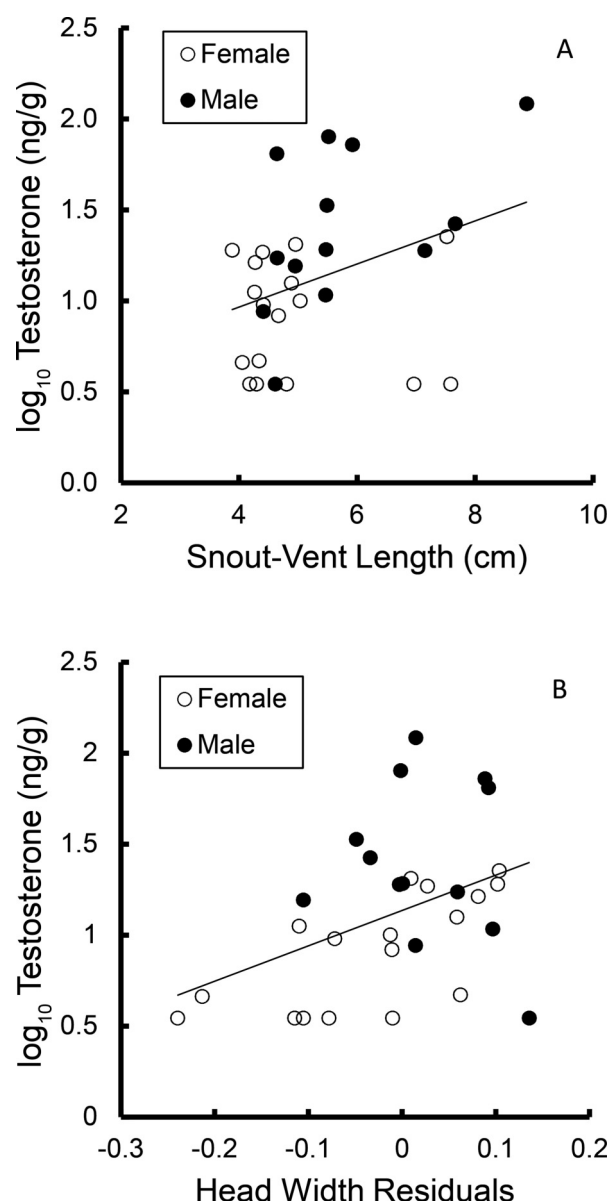 A
Female
Male
2.5
2.0
1.5
1.0
0.5
0.0
log₁₀ Testosterone (ng/g)
2
4
6
8
10
Snout-Vent Length (cm)
B
Female
Male
2.5
2
1.5
1
0.5
0
log₁₀ Testosterone (ng/g)
-0.3
-0.2
-0.1
0
0.1
0.2
Head Width Residuals